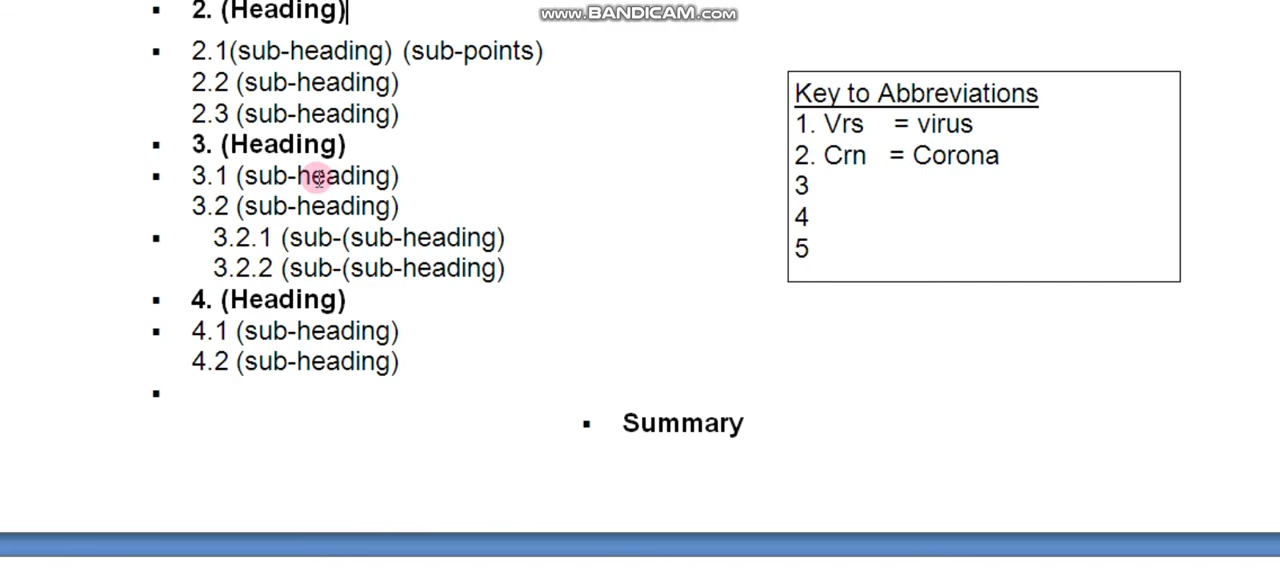 www.BANDICAM.com
2. (Heading)
2.1(sub-heading) (sub-points)
2.2 (sub-heading)
2.3 (sub-heading)
3. (Heading)
3.1 (sub-heading)
3.2 (sub-heading)
3.2.1 (sub-(sub-heading)
3.2.2 (sub-(sub-heading)
4. (Heading)
4.1 (sub-heading)
4.2 (sub-heading)
Key to Abbreviations
1. Vrs = virus
2. Crn = Corona
3
4
5
Summary